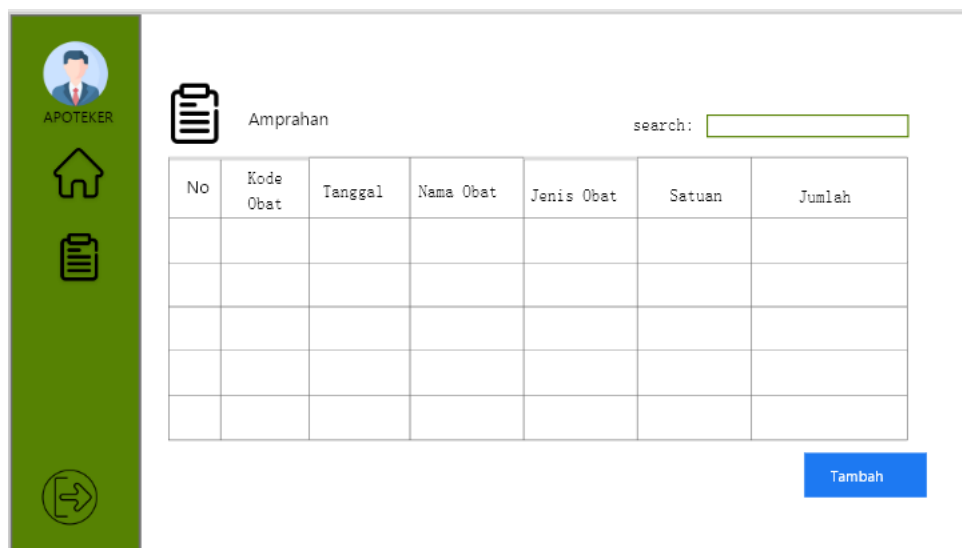 APOTEKER
Amprahan
search:
No
Kode
Obat
Tanggal
Nama Obat
Jenis Obat
Satuan
Jumlah
Tambah